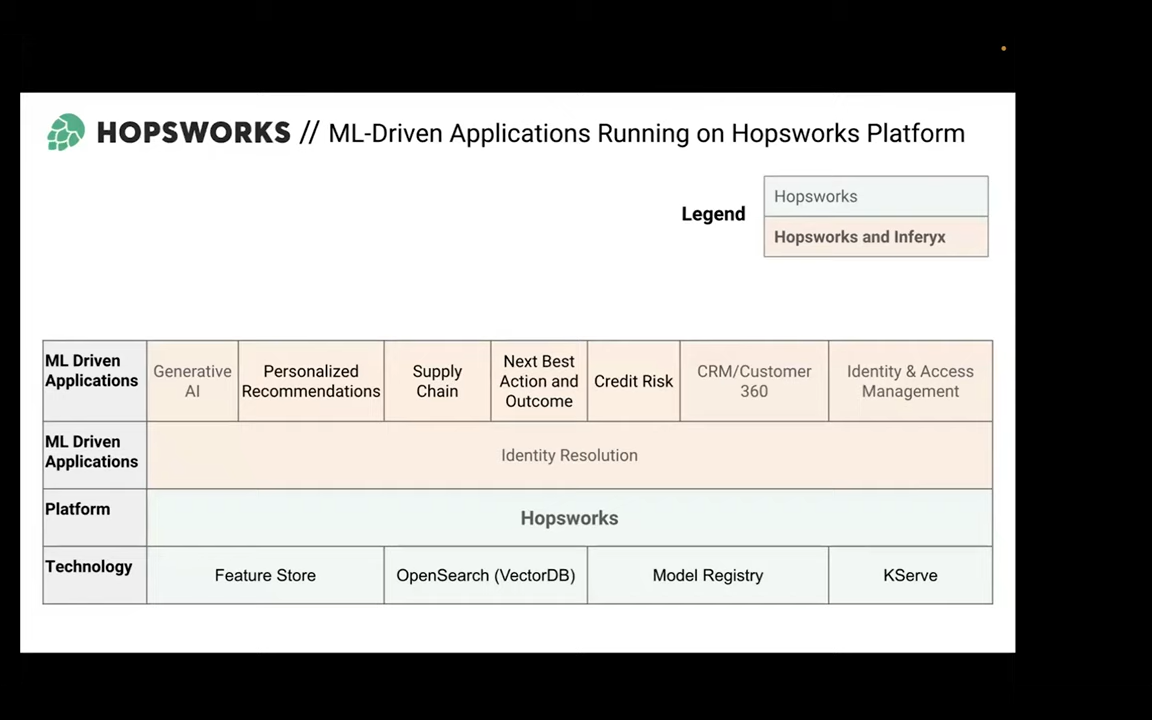 HOPSWORKS // ML-Driven Applications Running on Hopsworks Platform
Legend
Hopsworks
Hopsworks and Inferyx
ML Driven
Applications
Generative
AI
Personalized
Recommendations
Supply
Chain
Next Best
Action and
Outcome
Credit Risk
CRM/Customer
360
Identity & Access
Management
ML Driven
Applications
Identity Resolution
Platform
Hopsworks
Technology
Feature Store
OpenSearch (VectorDB)
Model Registry
KServe